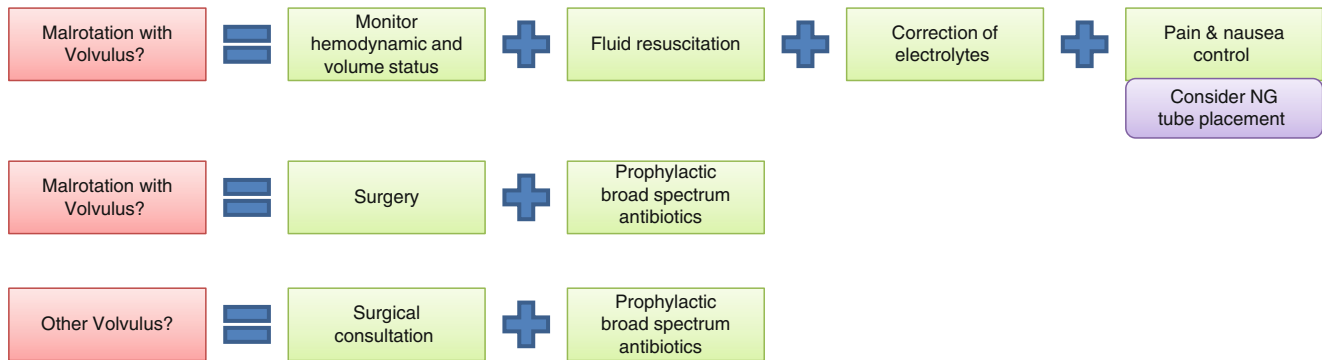 Malrotation with
Volvulus?
Monitor
hemodynamic and
volume status
Fluid resuscitation
Correction of
electrolytes
Pain & nausea
control
Consider NG
tube placement
Malrotation with
Volvulus?
Surgery
Prophylactic
broad spectrum
antibiotics
Other Volvulus?
Surgical
consultation
Prophylactic
broad spectrum
antibiotics